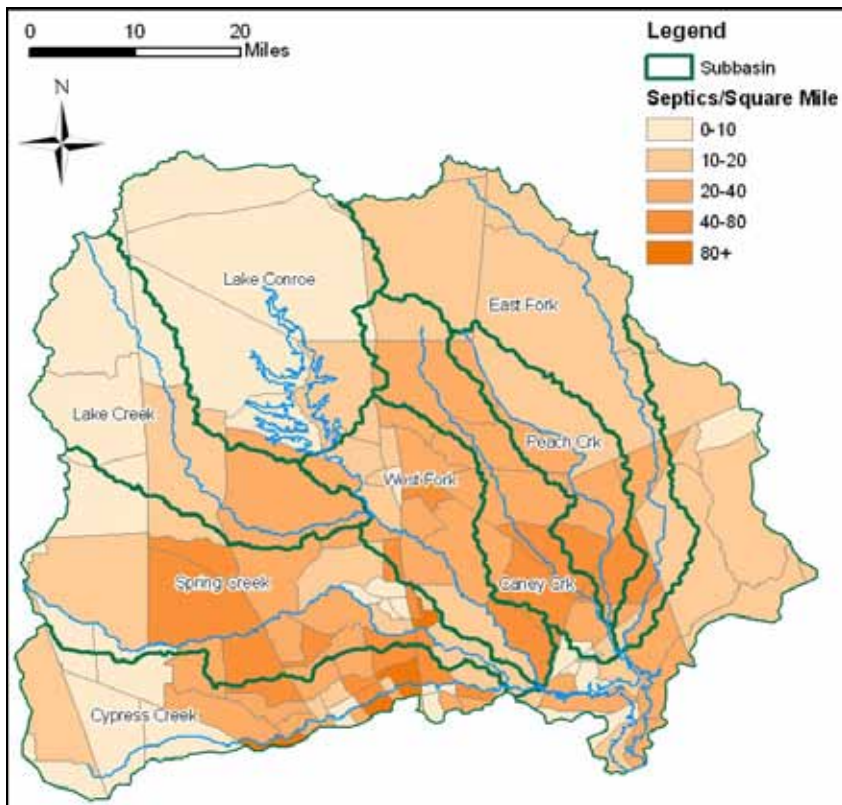 0 10 20
Miles
N
Legend
Subbasin
Septics/Square Mile
0-10
10-20
20-40
40-80
80+
Lake Conroe
East Fork
Lake Creek
Peach Crk
West Fork
Spring Creek
Caney Crk
Cypress Creek